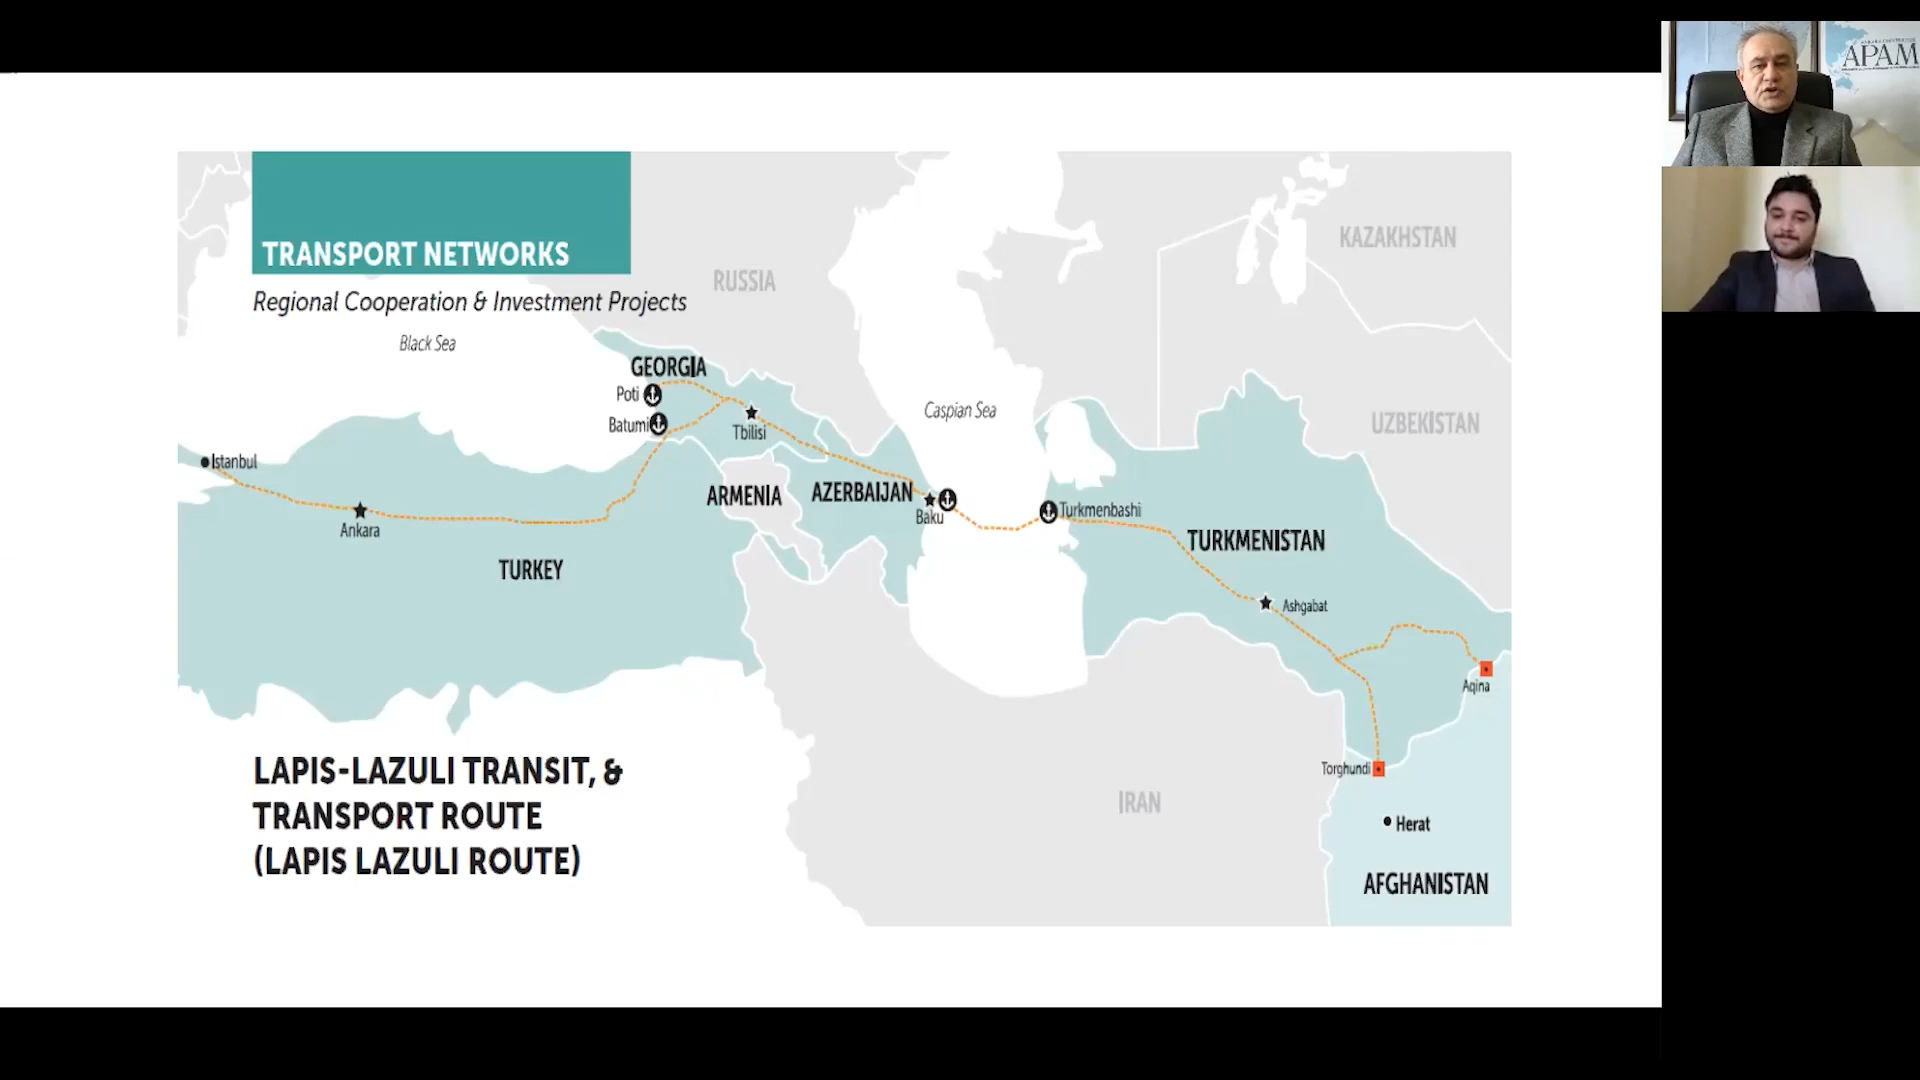 TRANSPORT NETWORKS
Regional Cooperation & Investment Projects
Black Sea
RUSSIA
KAZAKHSTAN
GEORGIA
Poti
Batumi
Tbilisi
Caspian Sea
UZBEKISTAN
Istanbul
Ankara
TURKEY
ARMENIA
AZERBAIJAN
Baku
Turkmenbashi
TURKMENISTAN
Ashgabat
Aqina
Torghundi
Herat
IRAN
AFGHANISTAN
LAPIS-LAZULI TRANSIT, &
TRANSPORT ROUTE
(LAPIS LAZULI ROUTE)
APAM